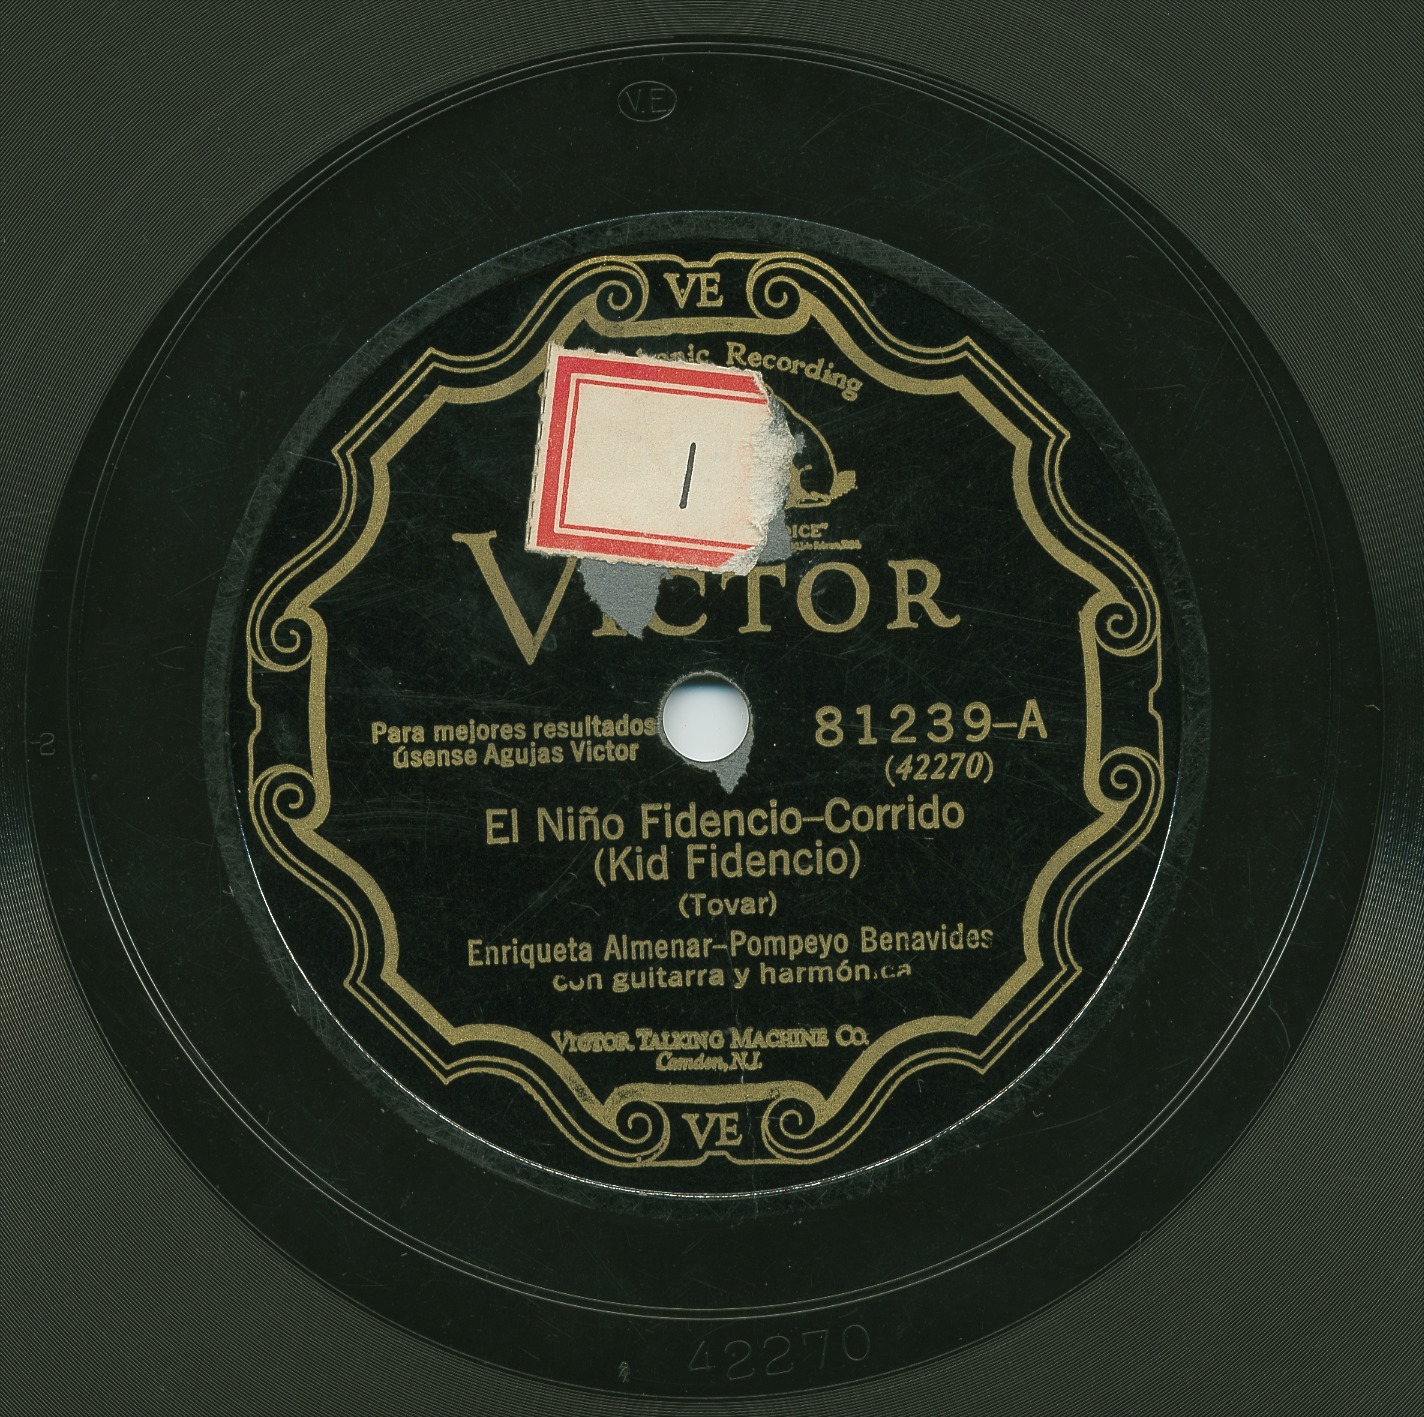 V.E.
VE
Recording
1
VICTOR
2
Para mejores resultados
úsense Agujas Victor
81239-A
(42270)
El Niño Fidencio-Corrido
(Kid Fidencio)
(Tovar)
Enriqueta Almenar-Pompeyo Benavides
con guitarra y harmónica
VICTOR TALKING MACHINE CO.
Camden, N.J.
VE
42270